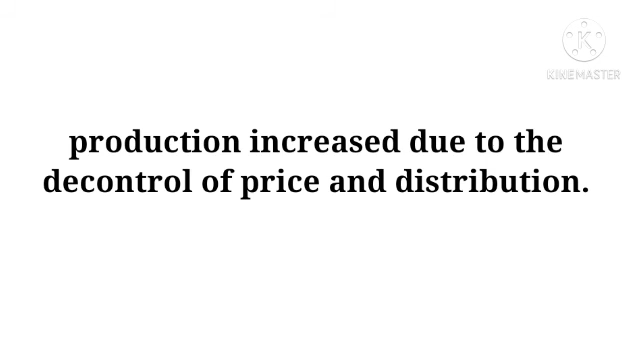 KINEMASTER
production increased due to the
decontrol of price and distribution.